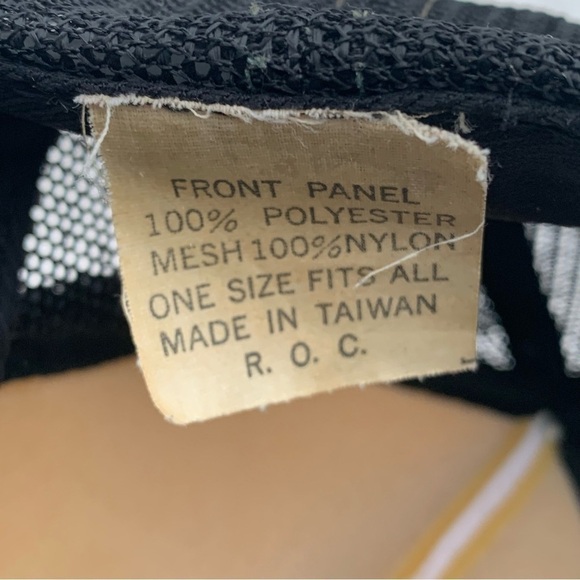 FRONT PANEL
100% POLYESTER
MESH 100% NYLON
ONE SIZE FITS ALL
MADE IN TAIWAN
R. O. C.